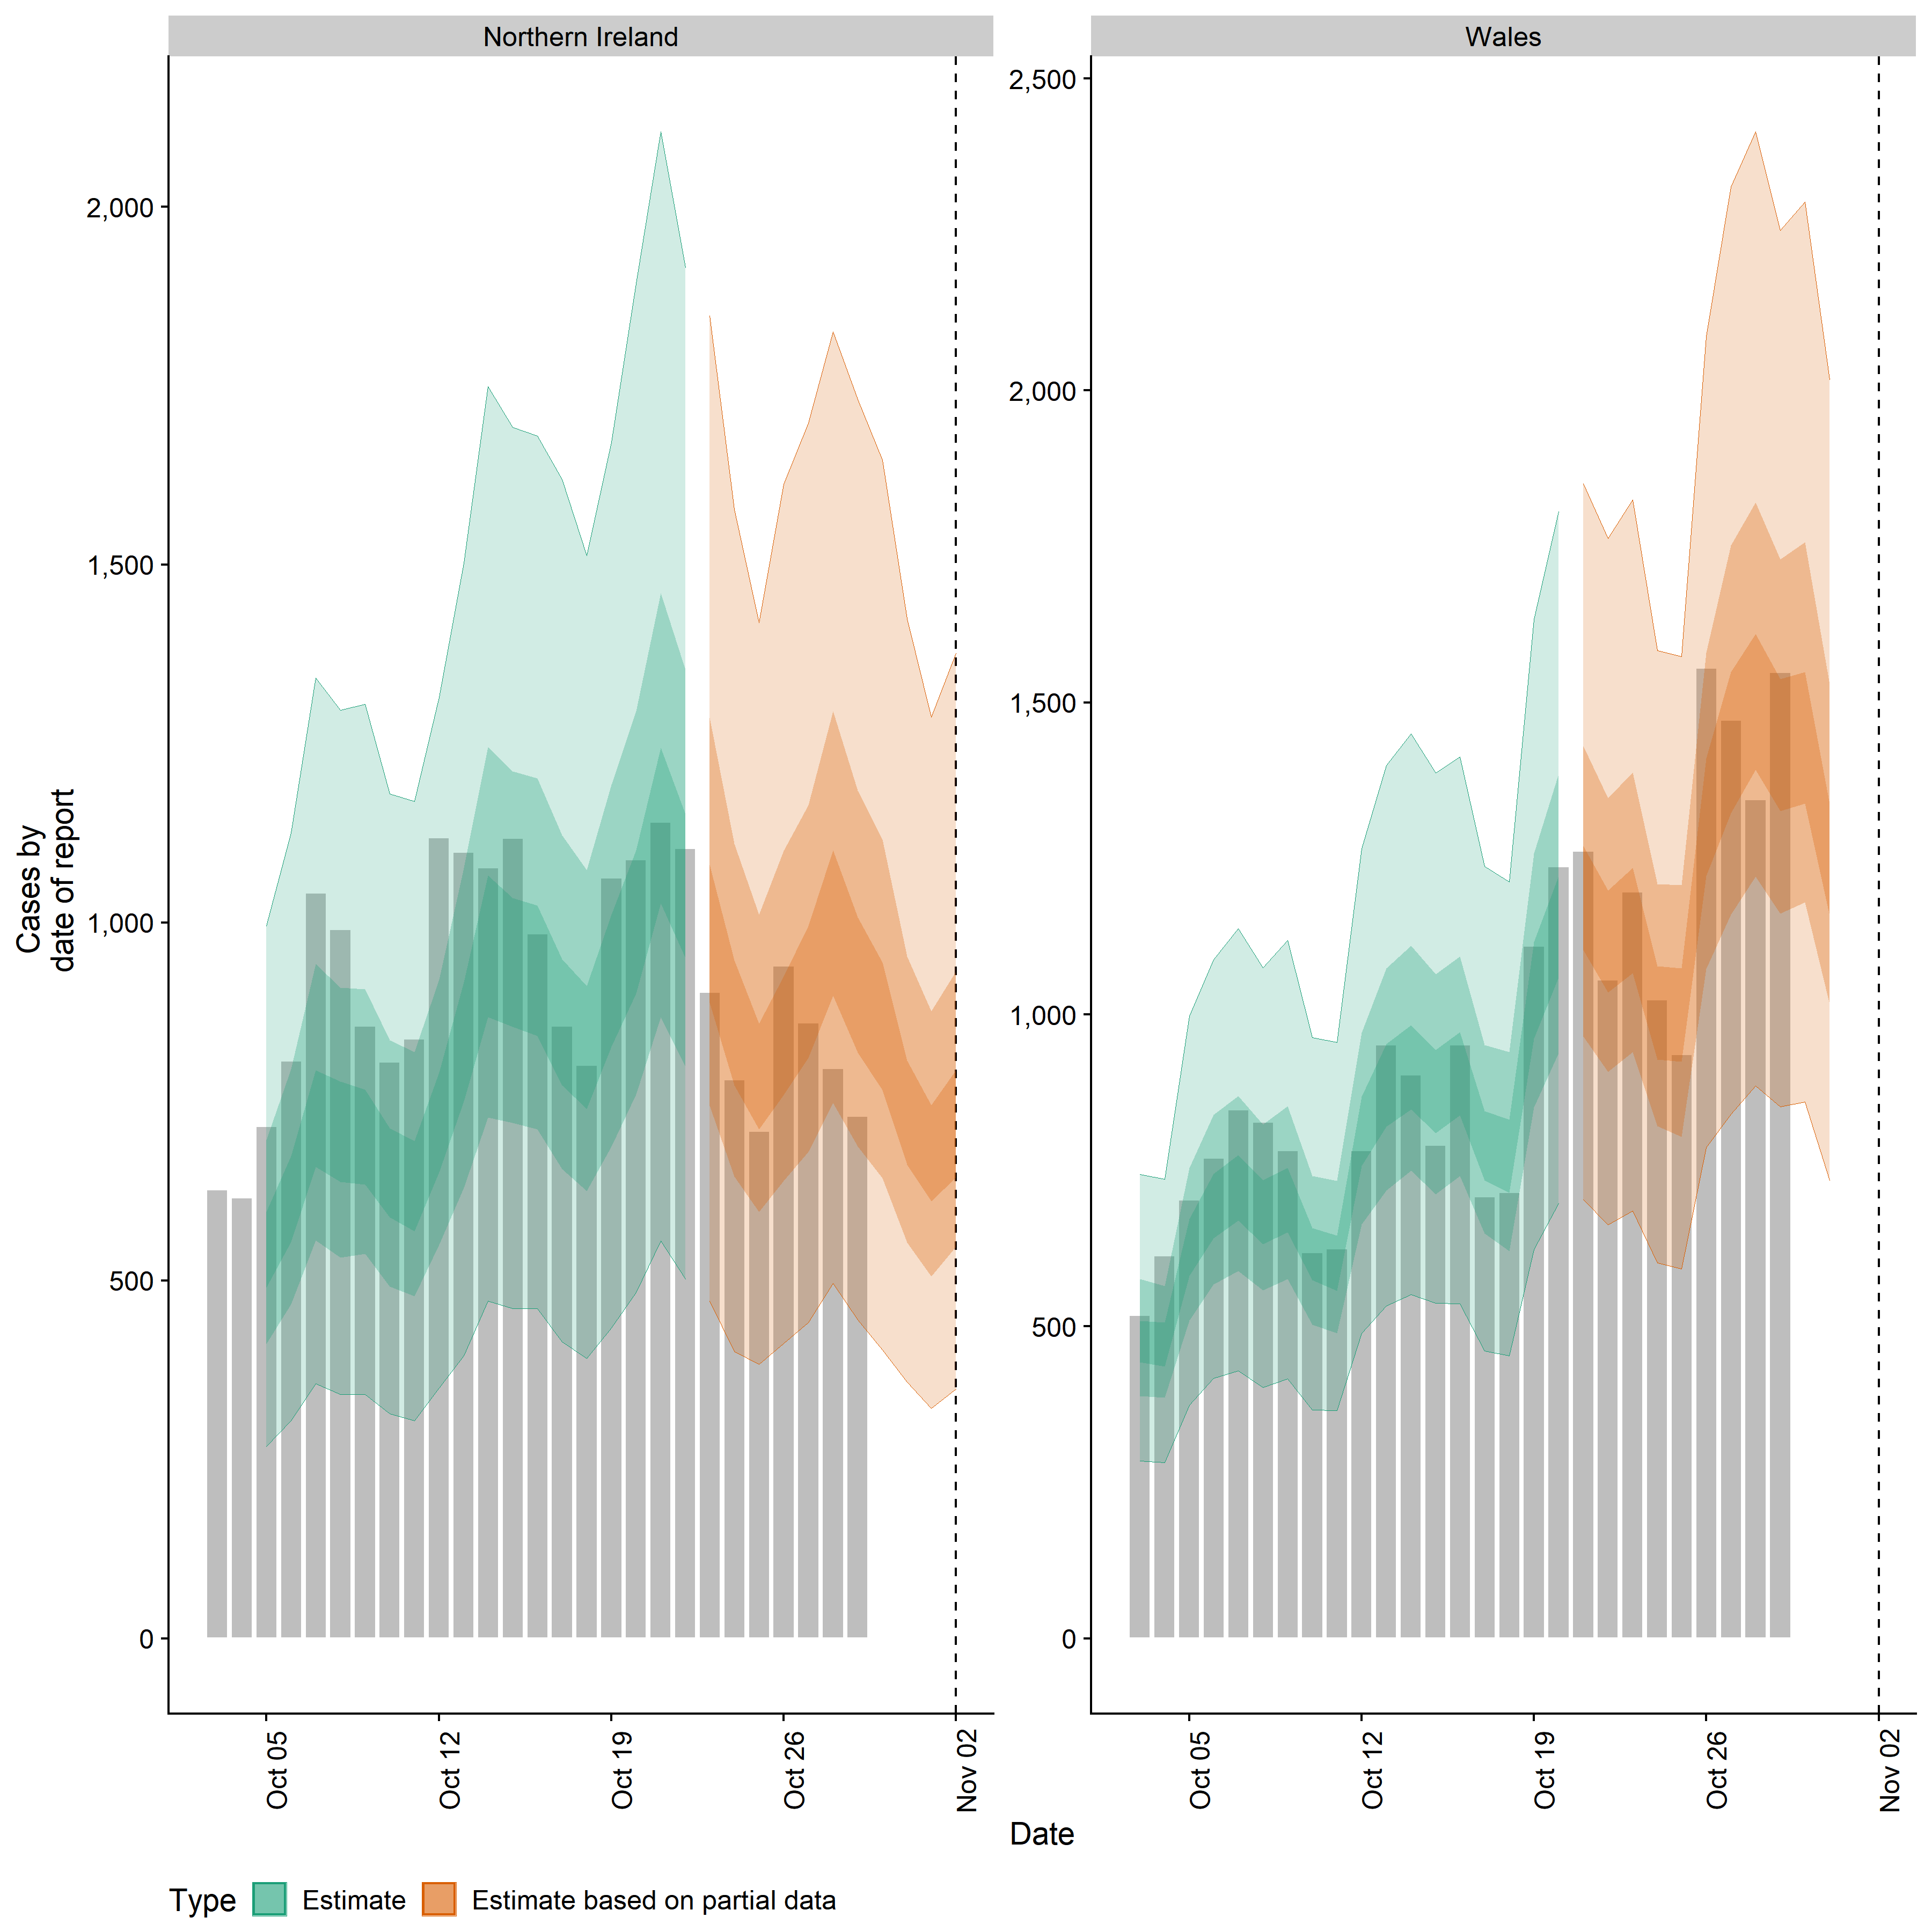 Northern Ireland
Wales
Cases by
date of report
2,000
1,500
1,000
500
0
2,500
2,000
1,500
1,000
500
0
Oct 05
Oct 12
Oct 19
Oct 26
Nov 02
Oct 05
Oct 12
Oct 19
Oct 26
Nov 02
Date
Type Estimate Estimate based on partial data